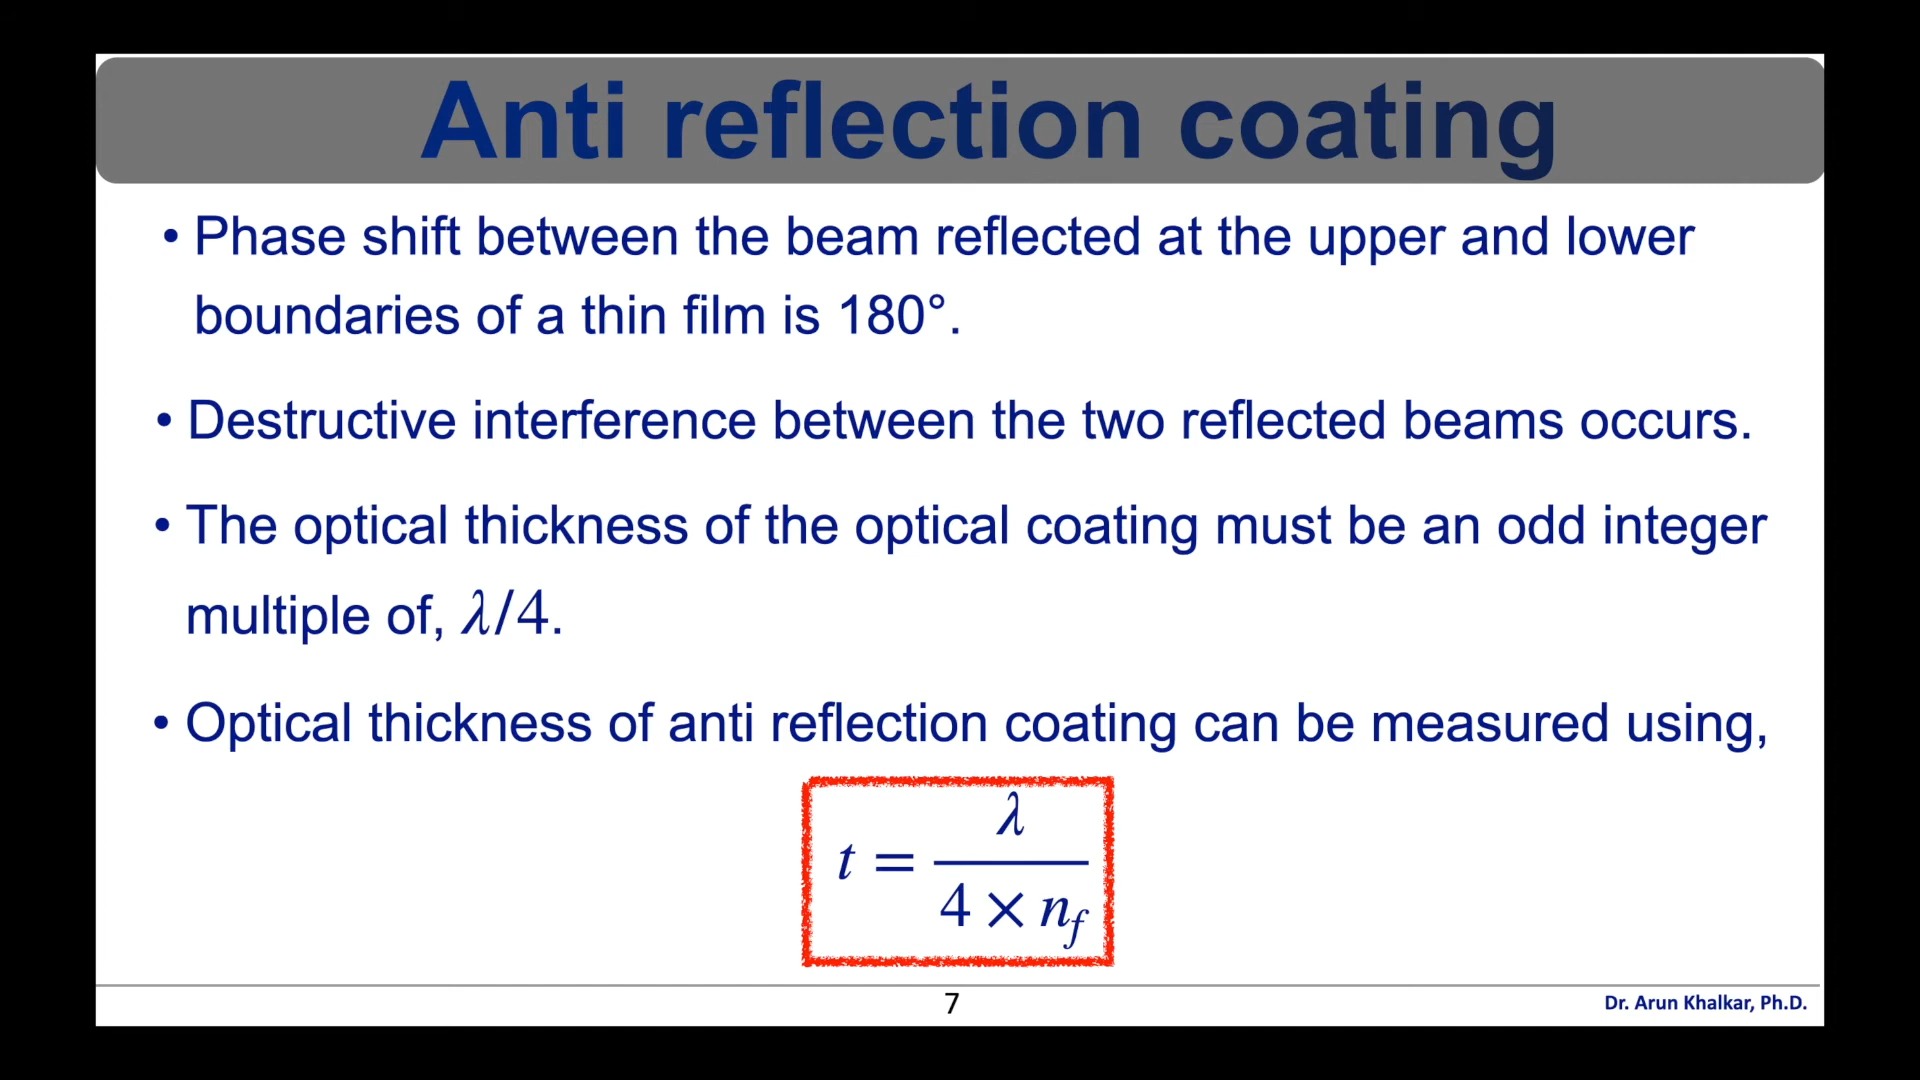 Anti reflection coating
• Phase shift between the beam reflected at the upper and lower
boundaries of a thin film is 180°.
• Destructive interference between the two reflected beams occurs.
• The optical thickness of the optical coating must be an odd integer
multiple of, λ/4.
• Optical thickness of anti reflection coating can be measured using,
t = λ / (4 × n_f)
7
Dr. Arun Khalkar, Ph.D.